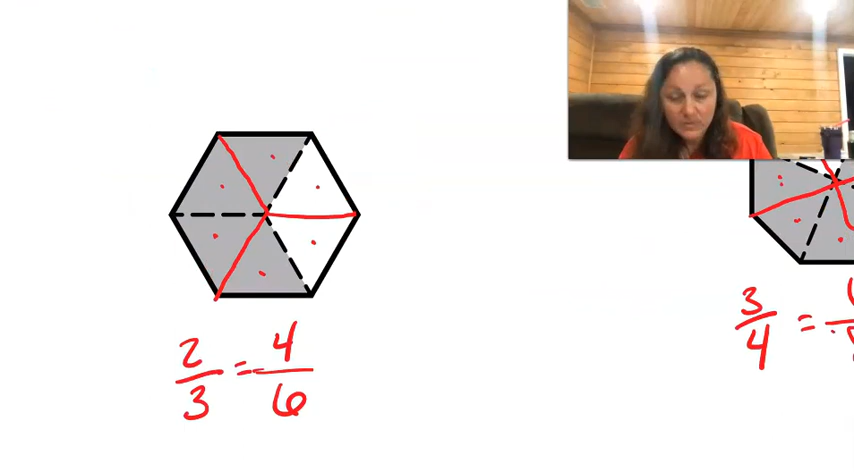 2/3 = 4/6
3/4 =